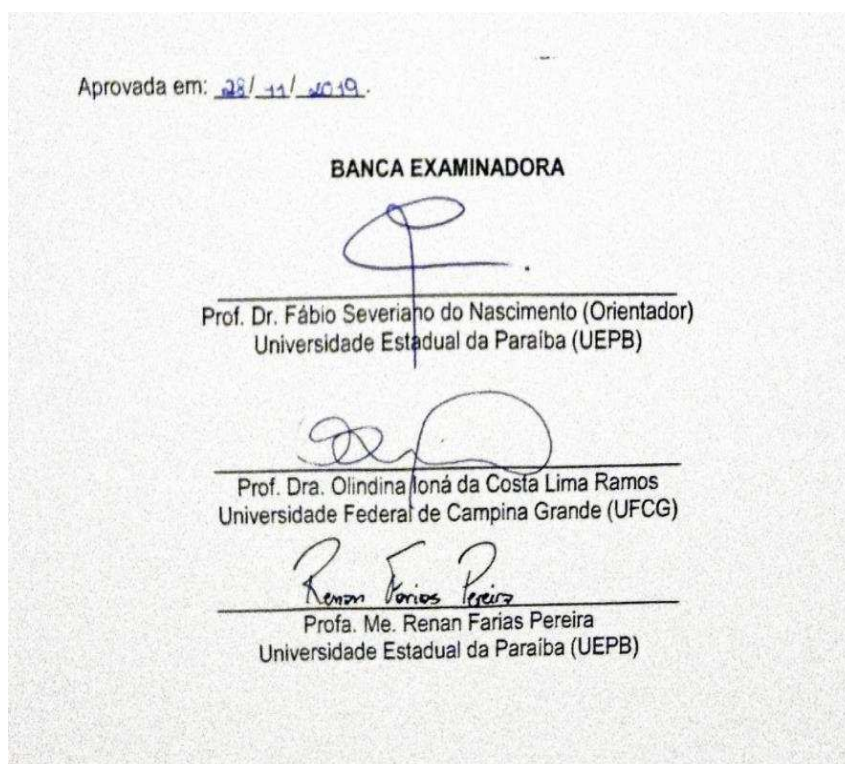 Aprovada em: 28/11/2019.
BANCA EXAMINADORA
Prof. Dr. Fábio Severiano do Nascimento (Orientador)
Universidade Estadual da Paraíba (UEPB)
Prof. Dra. Olindina Ioná da Costa Lima Ramos
Universidade Federal de Campina Grande (UFCG)
Renan Farias Pereira
Profa. Me. Renan Farias Pereira
Universidade Estadual da Paraíba (UEPB)